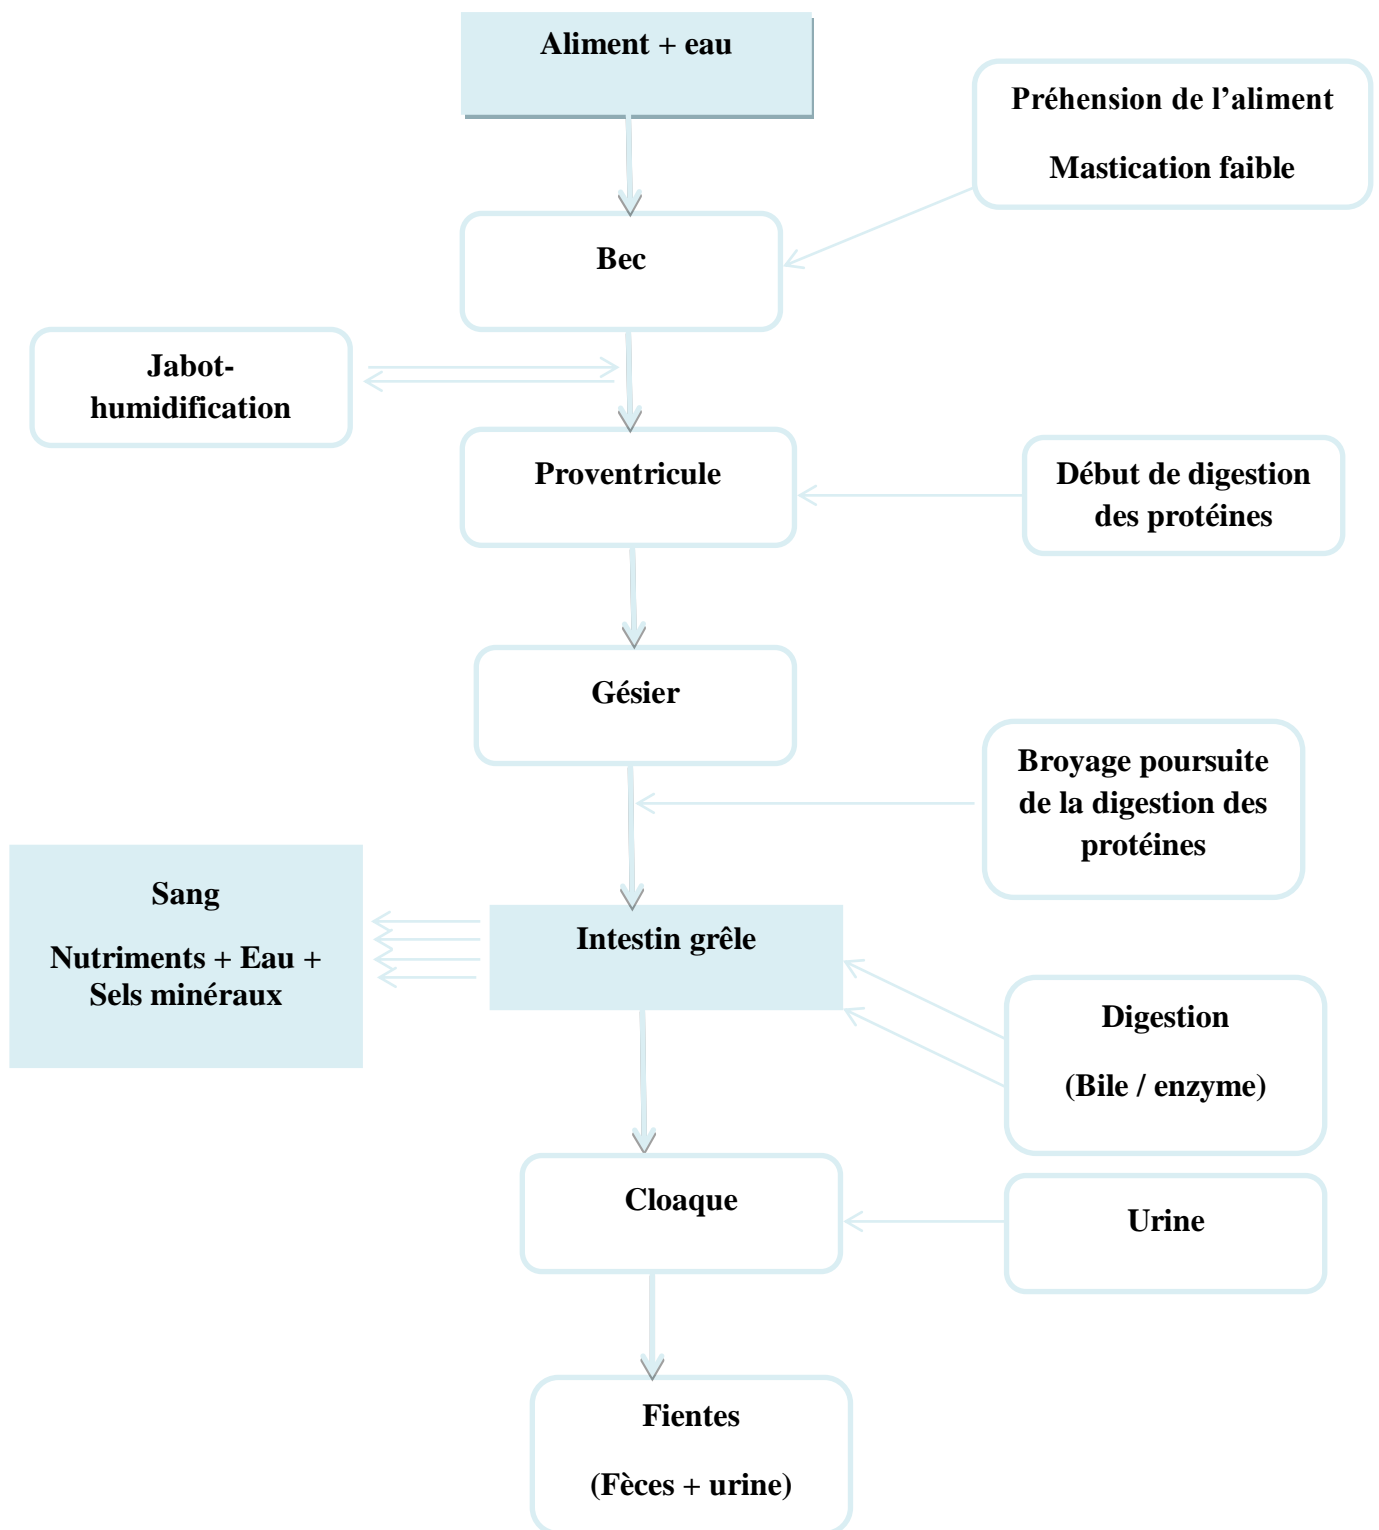 Aliment + eau
Préhension de l’aliment
Mastication faible
Bec
Jabot-
humidification
Proventricule
Début de digestion
des protéines
Gésier
Broyage poursuite
de la digestion des
protéines
Sang
Nutriments + Eau +
Sels minéraux
Intestin grêle
Digestion
(Bile / enzyme)
Cloaque
Urine
Fientes
(Fèces + urine)